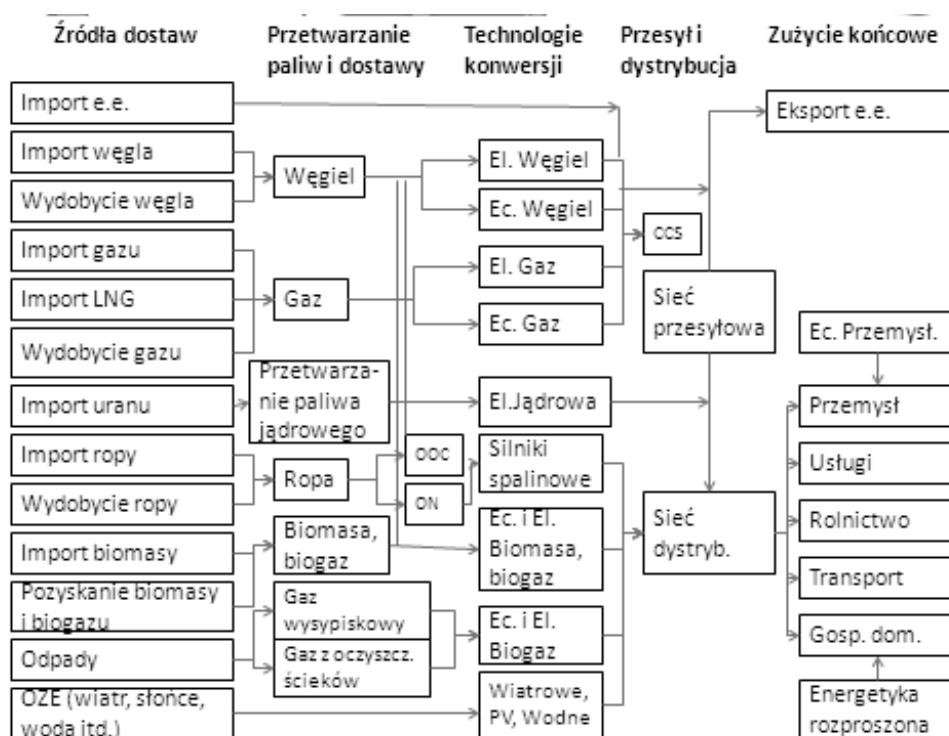 Źródła dostaw
Przetwarzanie
paliw i dostawy
Technologie
konwersji
Przesył i
dystrybucja
Zużycie końcowe
Import e.e.
Import węgla
Wydobycie węgla
Import gazu
Import LNG
Wydobycie gazu
Import uranu
Import ropy
Wydobycie ropy
Import biomasy
Pozyskanie biomasy
i biogazu
Odpady
OZE (wiatr, słońce,
woda itd.)
Węgiel
Gaz
Przetwarza-
nie paliwa
jądrowego
Ropa
OOC
ON
Biomasa,
biogaz
Gaz
wysypiskowy
Gaz z oczyszcz.
ścieków
El. Węgiel
Ec. Węgiel
El. Gaz
Ec. Gaz
El.Jądrowa
Silniki
spalinowe
Ec. i El.
Biomasa,
biogaz
Ec. i El.
Biogaz
Wiatrowe,
PV, Wodne
CCS
Sieć
przesyłowa
Sieć
dystryb.
Eksport e.e.
Ec. Przemysł.
Przemysł
Usługi
Rolnictwo
Transport
Gosp. dom.
Energetyka
rozproszona